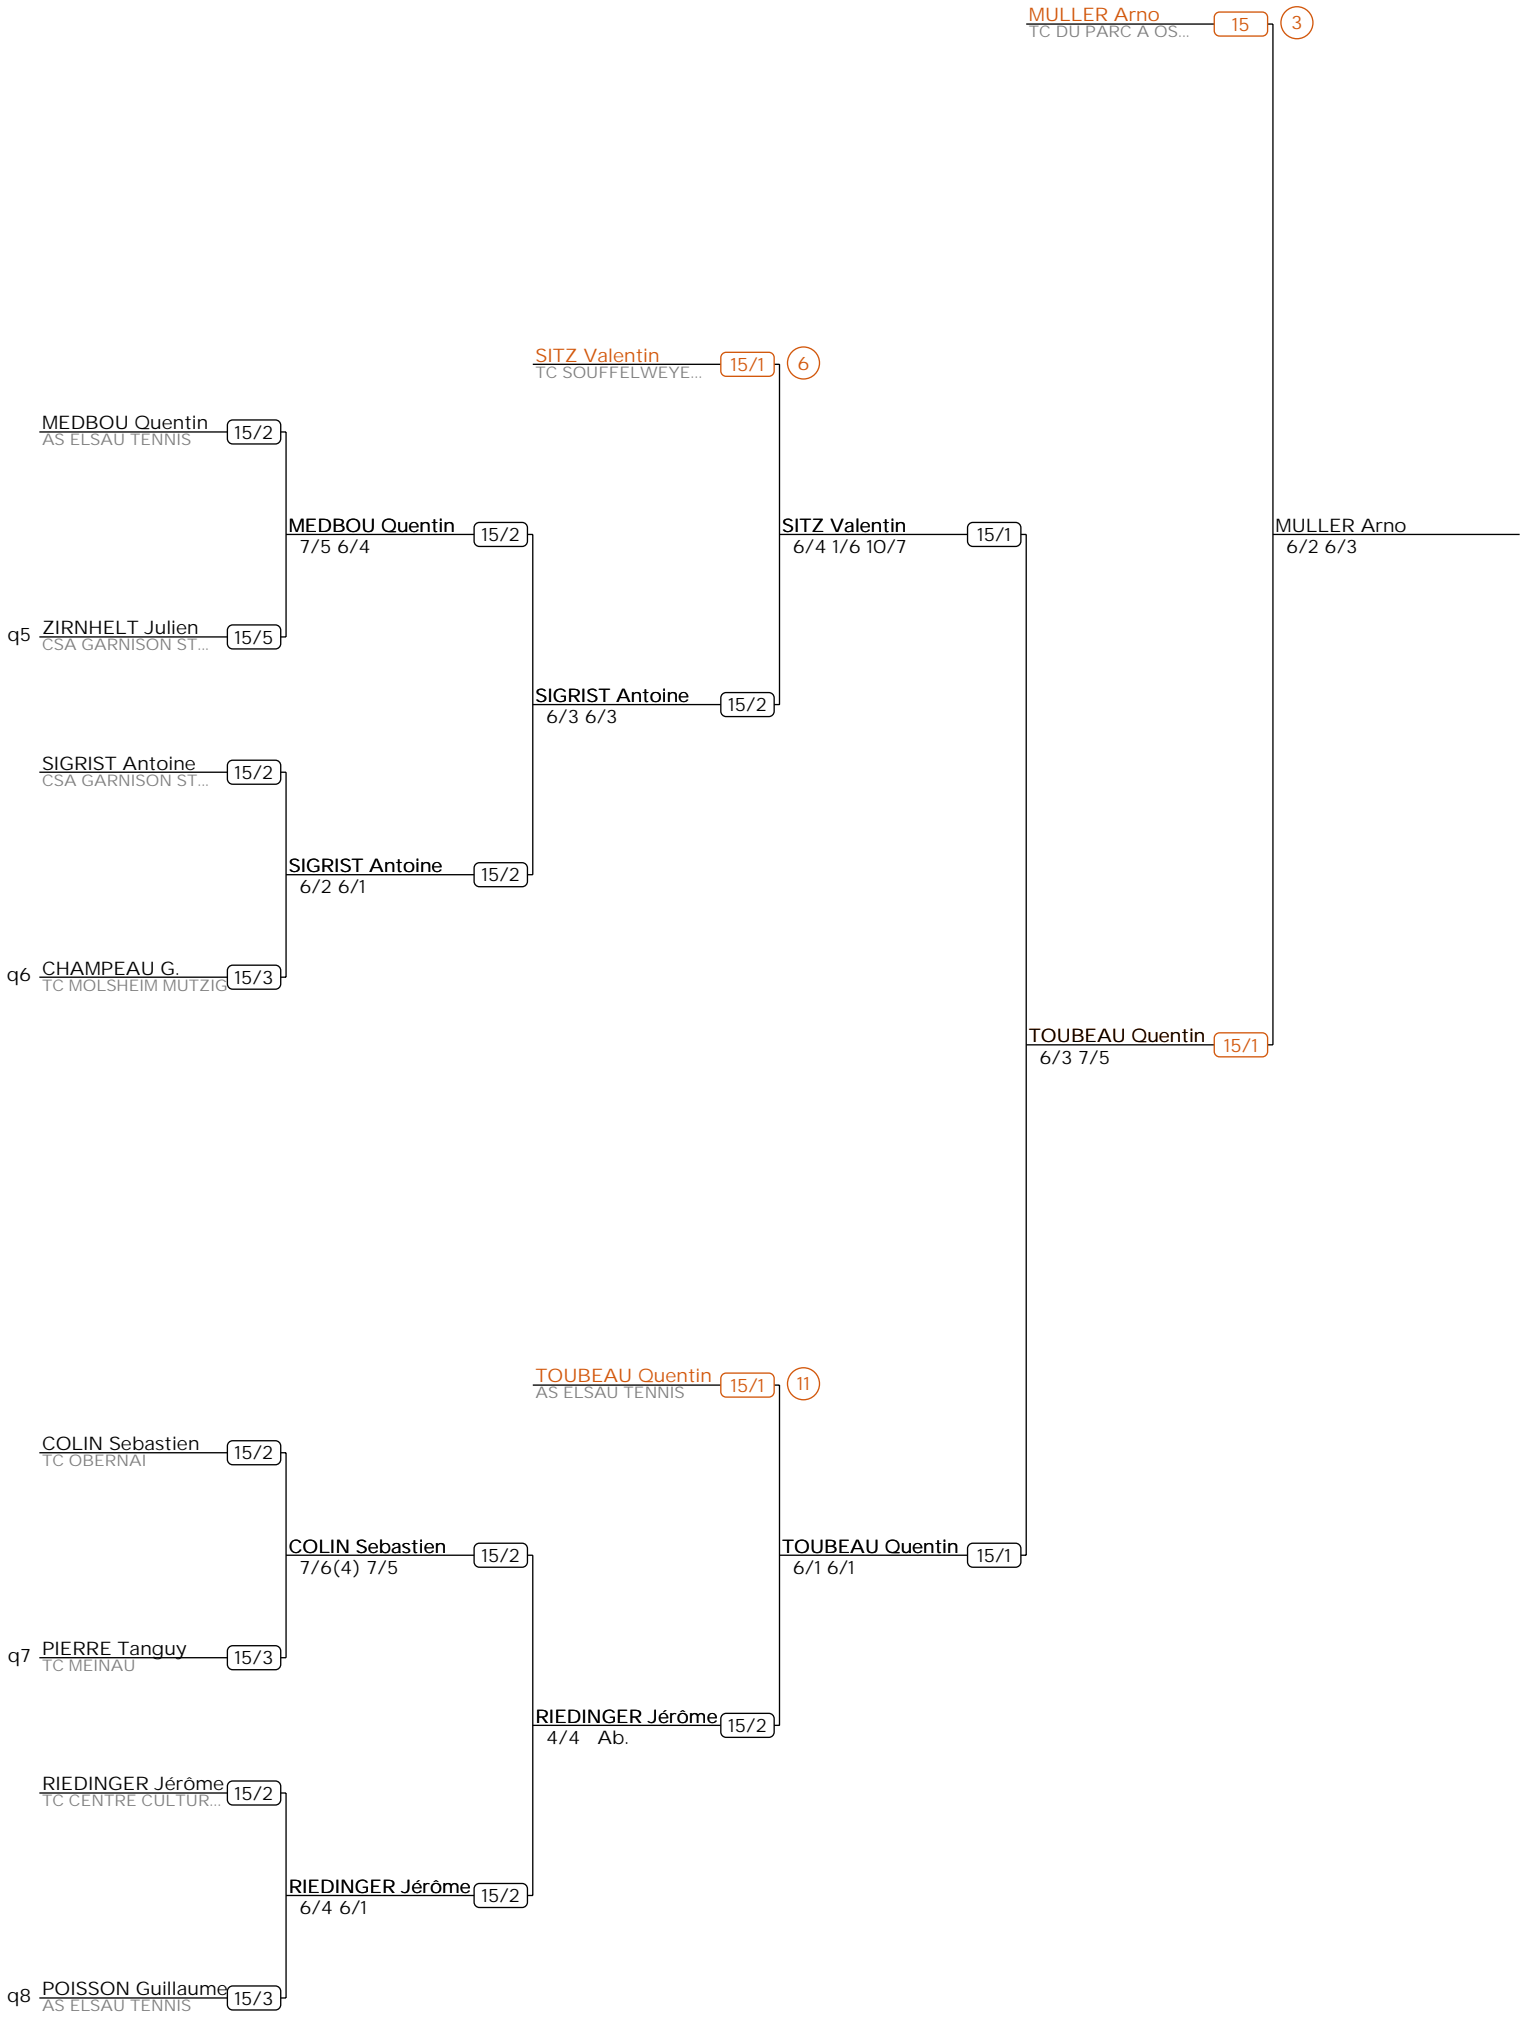 MULLER Arno 15 3
TC DU PARC A OS...
SITZ Valentin 15/1 6
TC SOUFFELWEYE...
MEDBOU Quentin 15/2
AS ELSAU TENNIS
MEDBOU Quentin 15/2
7/5 6/4
SITZ Valentin 15/1
6/4 1/6 10/7
MULLER Arno
6/2 6/3
q5 ZIRNHELT Julien 15/5
CSA GARNISON ST...
SIGRIST Antoine 15/2
6/3 6/3
SIGRIST Antoine 15/2
CSA GARNISON ST...
SIGRIST Antoine 15/2
6/2 6/1
q6 CHAMPEAU G. 15/3
TC MOLSHEIM MUTZIG
TOUBEAU Quentin 15/1
6/3 7/5
TOUBEAU Quentin 15/1 11
AS ELSAU TENNIS
COLIN Sebastien 15/2
TC OBERNAI
COLIN Sebastien 15/2
7/6(4) 7/5
TOUBEAU Quentin 15/1
6/1 6/1
q7 PIERRE Tanguy 15/3
TC MEINAU
RIEDINGER Jérôme 15/2
4/4 Ab.
RIEDINGER Jérôme 15/2
TC CENTRE CULTUR...
RIEDINGER Jérôme 15/2
6/4 6/1
q8 POISSON Guillaume 15/3
AS ELSAU TENNIS